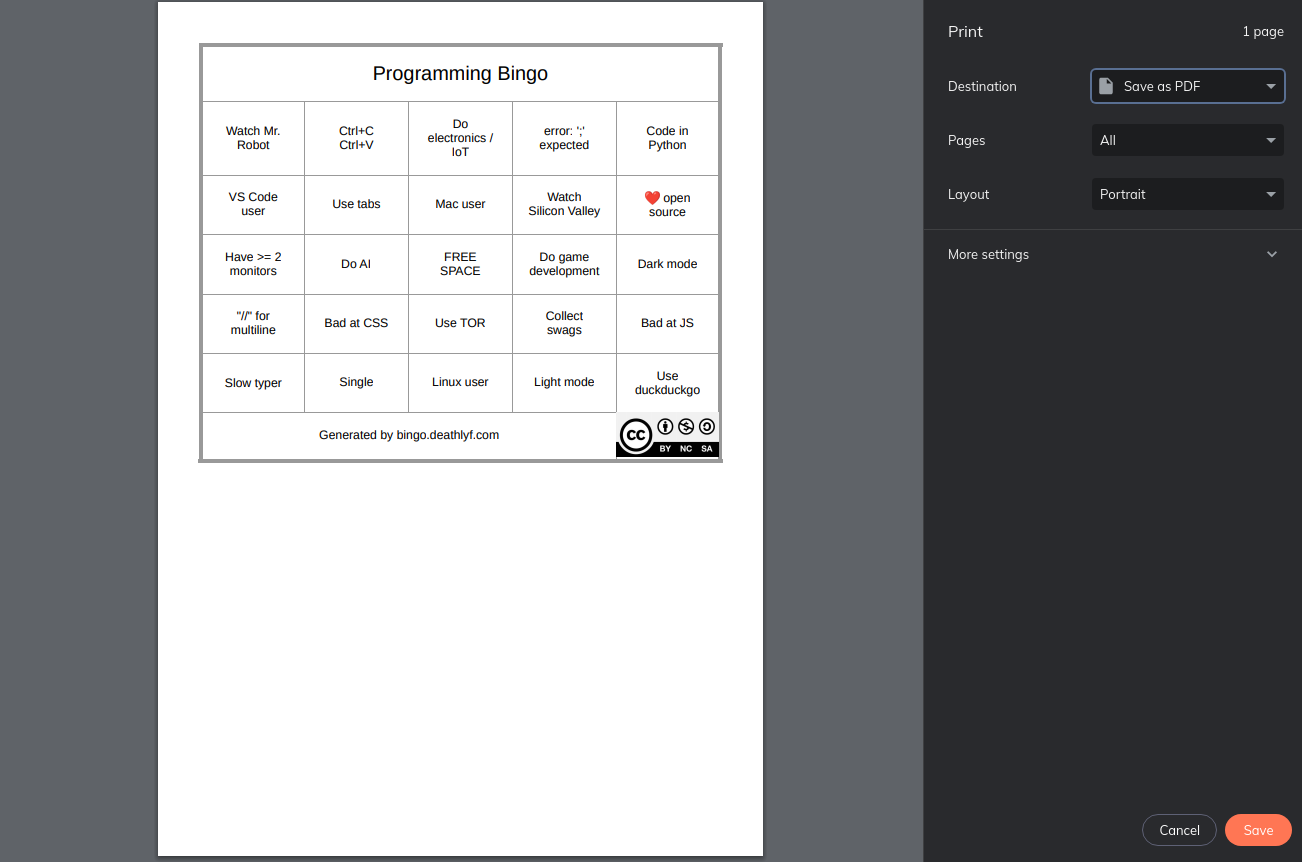 Programming Bingo
Watch Mr.
Robot
Ctrl+C
Ctrl+V
Do
electronics /
IoT
error: ';'
expected
Code in
Python
VS Code
user
Use tabs
Mac user
Watch
Silicon Valley
❤️ open
source
Have >= 2
monitors
Do AI
FREE
SPACE
Do game
development
Dark mode
"//" for
multiline
Bad at CSS
Use TOR
Collect
swags
Bad at JS
Slow typer
Single
Linux user
Light mode
Use
duckduckgo
Generated by bingo.deathlyf.com
cc
BY NC SA
Print
1 page
Destination
Save as PDF
Pages
All
Layout
Portrait
More settings
Cancel
Save